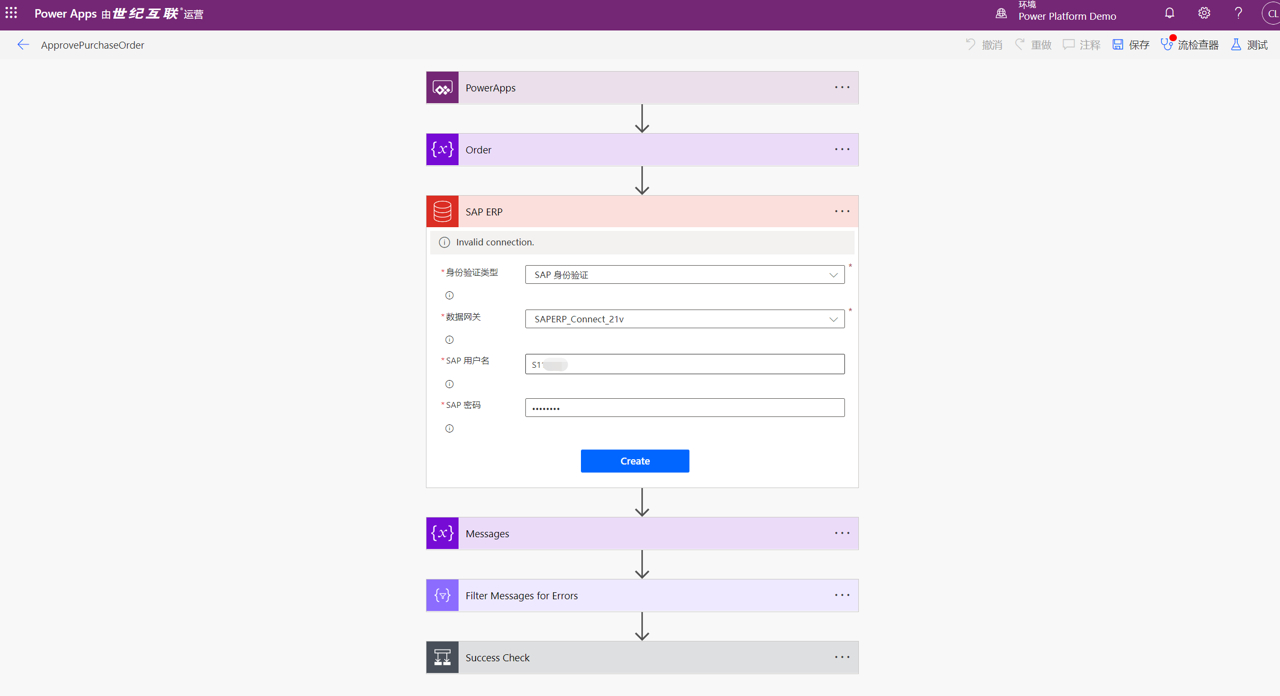 Power Apps 由世纪互联运营
环境
Power Platform Demo
CL
ApprovePurchaseOrder
撤消
重做
注释
保存
流检查器
测试
PowerApps
{x} Order
SAP ERP
Invalid connection.
*身份验证类型
SAP 身份验证 *
*数据网关
SAPERP_Connect_21v *
*SAP 用户名
S11
*SAP 密码
••••••••
Create
{x} Messages
Filter Messages for Errors
Success Check